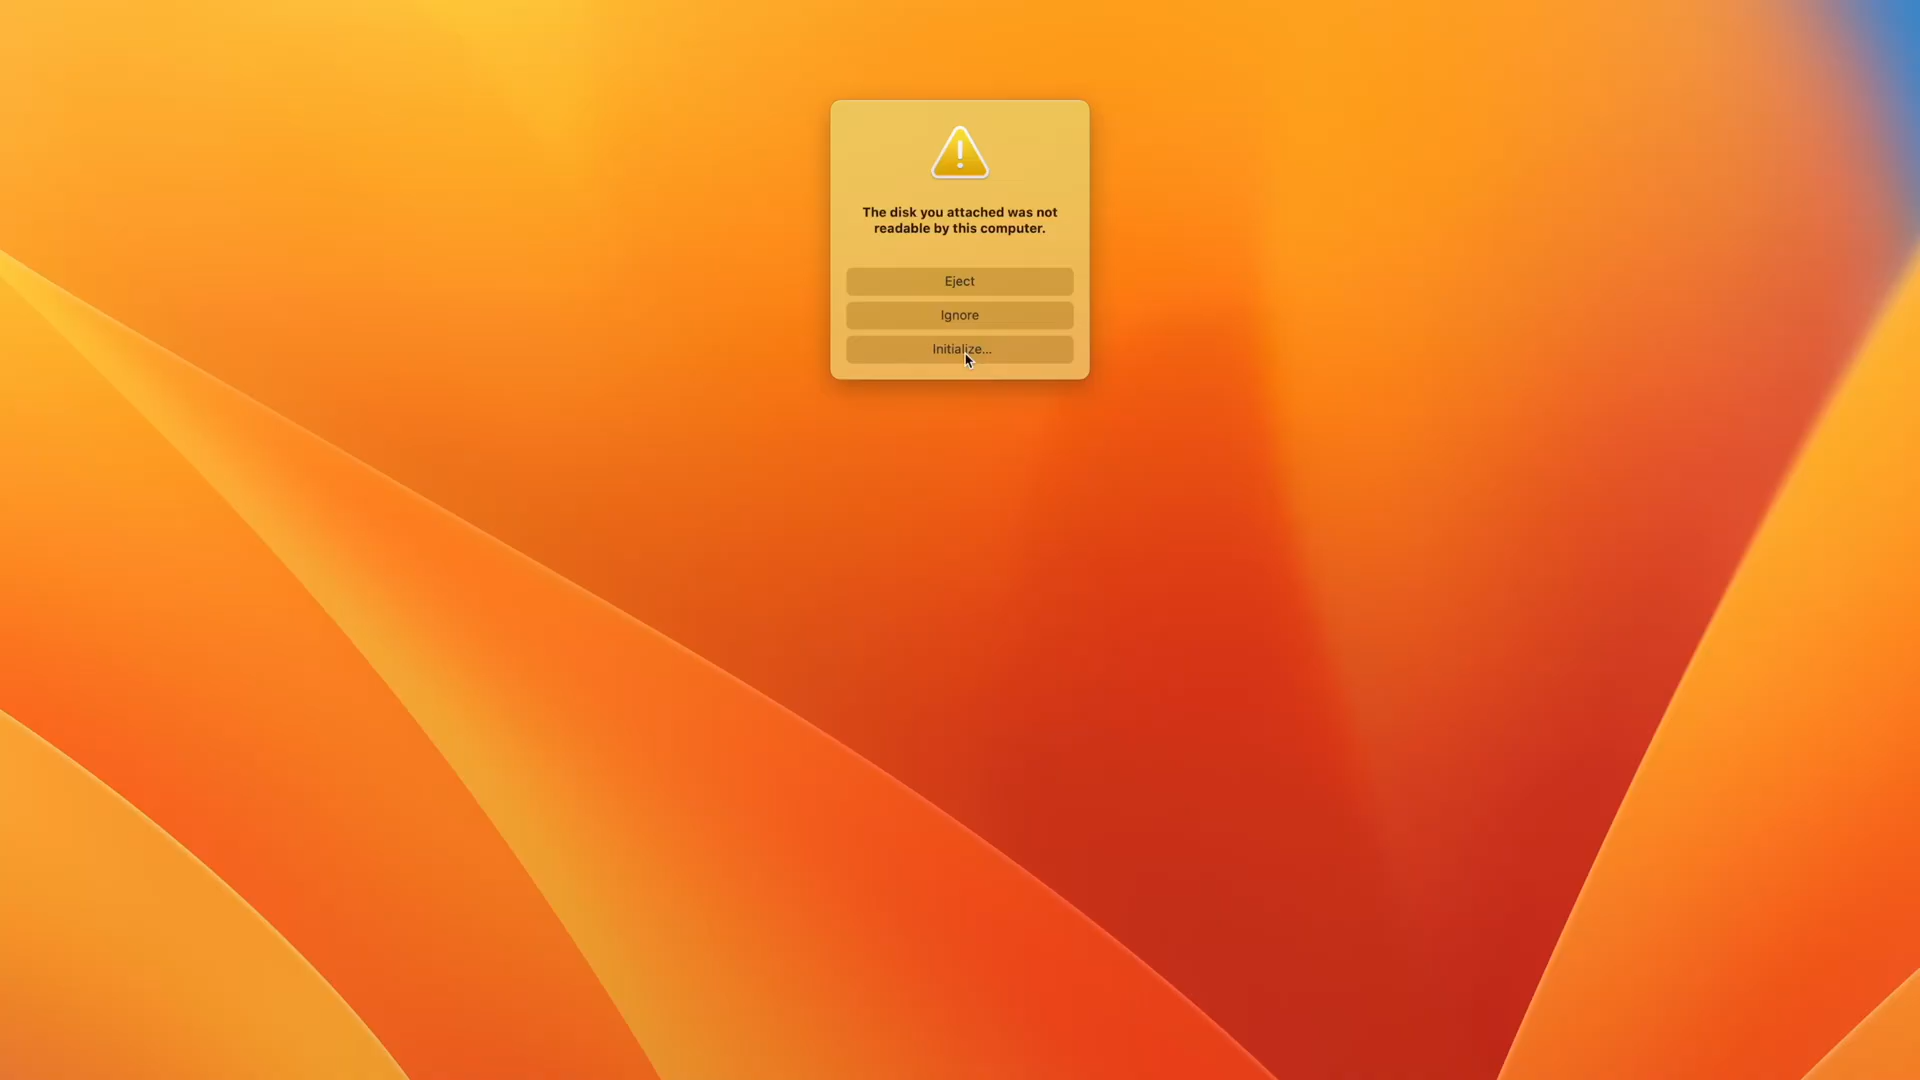 The disk you attached was not
readable by this computer.
Eject
Ignore
Initialize...